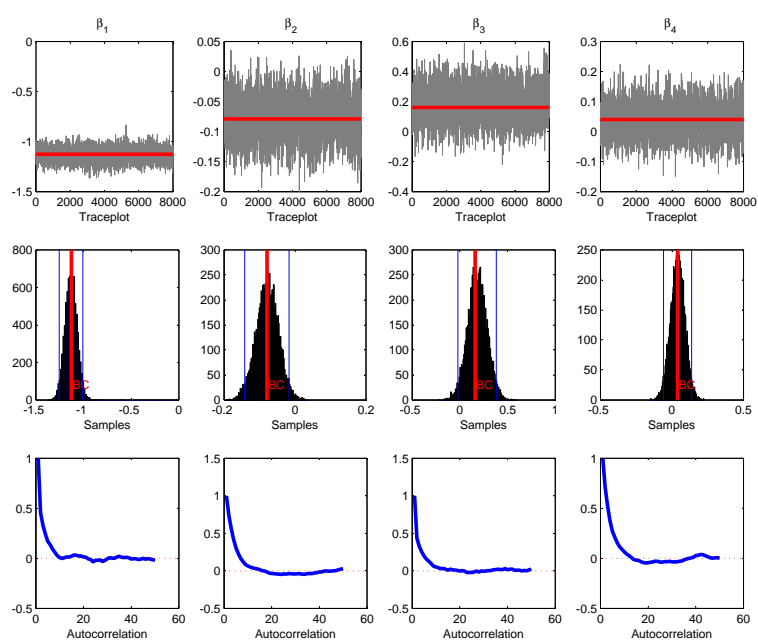 β1 β2 β3 β4
0 0.05 0.6 0.3
-0.5 0 0.4 0.2
-0.05 0.2 0.1
-1 -0.1 0 0
-0.15 -0.2 -0.1
-1.5 -0.2 -0.4 -0.2
0 2000 4000 6000 8000 0 2000 4000 6000 8000 0 2000 4000 6000 8000 0 2000 4000 6000 8000
Traceplot Traceplot Traceplot Traceplot
800 300 300 250
600 250 250 200
200 200 150
400 150 150
100 100 100
200 50 50 50
BC BC BC BC
0 0 0 0
-1.5 -1 -0.5 0 -0.2 0 0.2 -0.5 0 0.5 1 -0.5 0 0.5
Samples Samples Samples Samples
1 1.5 1.5 1
0.5 1 1 0.5
0.5 0.5
0 0 0 0
-0.5 -0.5 -0.5 -0.5
0 20 40 60 0 20 40 60 0 20 40 60 0 20 40 60
Autocorrelation Autocorrelation Autocorrelation Autocorrelation